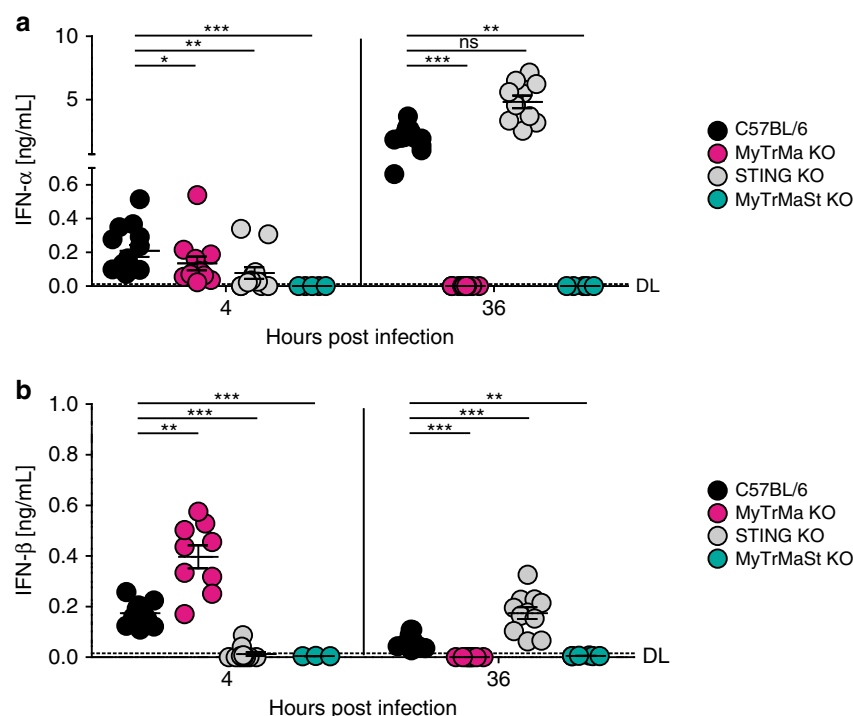 a
***
**
*
**
ns
***
10
5
0.6
0.4
0.2
0.0
IFN-α [ng/mL]
DL
4
36
Hours post infection
C57BL/6
MyTrMa KO
STING KO
MyTrMaSt KO
b
***
***
**
**
***
***
1.0
0.8
0.6
0.4
0.2
0.0
IFN-β [ng/mL]
DL
4
36
Hours post infection
C57BL/6
MyTrMa KO
STING KO
MyTrMaSt KO